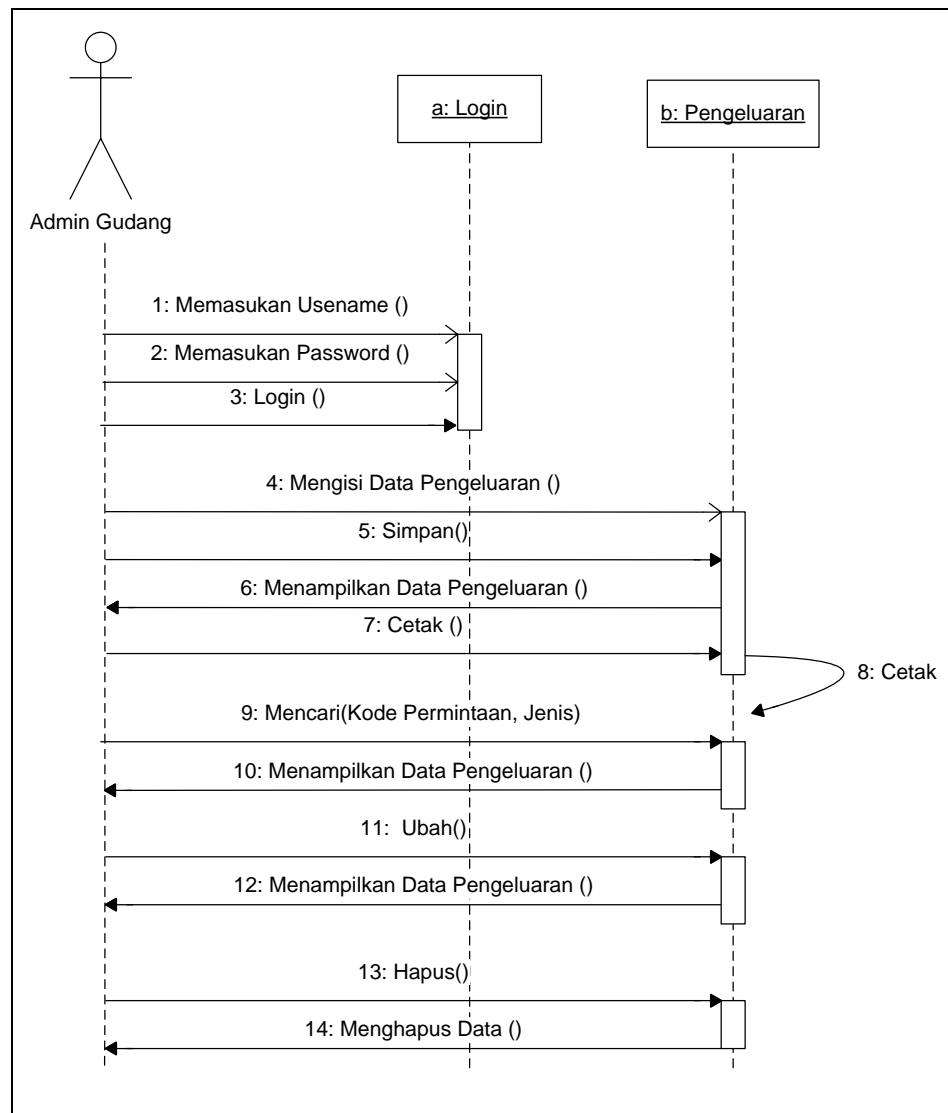 a: Login
b: Pengeluaran
Admin Gudang
1: Memasukan Usename ()
2: Memasukan Password ()
3: Login ()
4: Mengisi Data Pengeluaran ()
5: Simpan()
6: Menampilkan Data Pengeluaran ()
7: Cetak ()
8: Cetak
9: Mencari(Kode Permintaan, Jenis)
10: Menampilkan Data Pengeluaran ()
11:  Ubah()
12: Menampilkan Data Pengeluaran ()
13: Hapus()
14: Menghapus Data ()